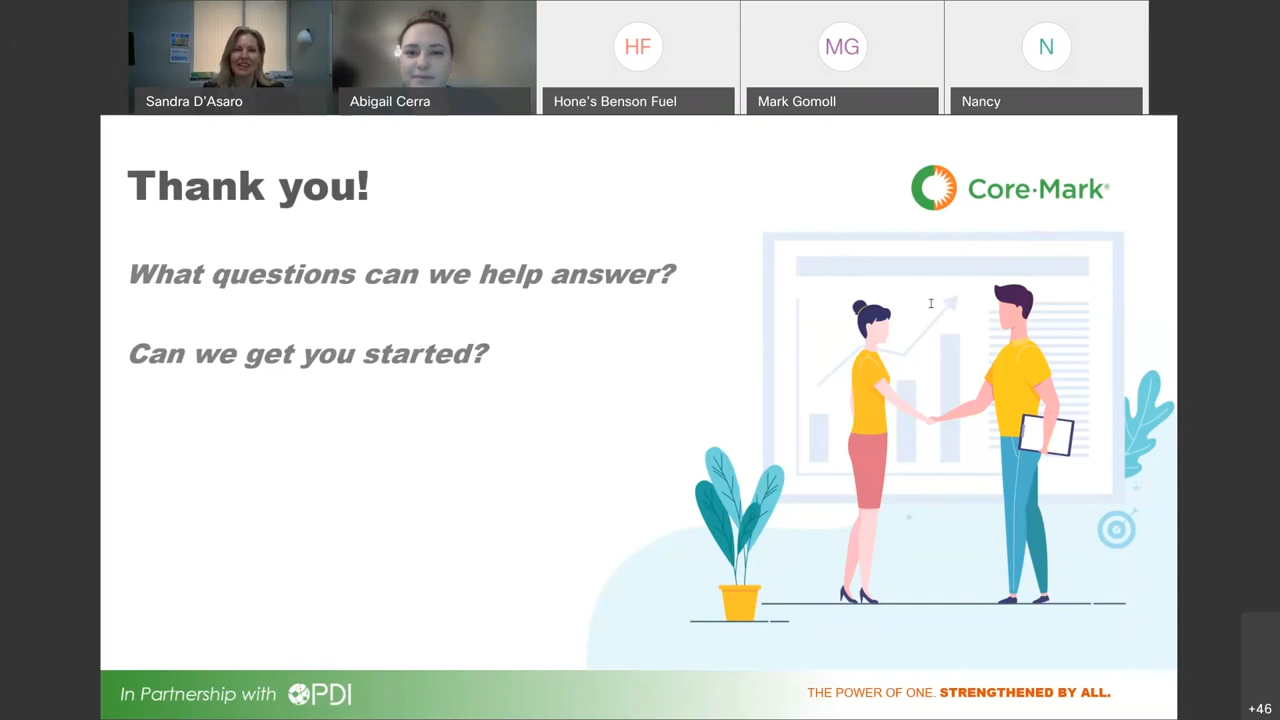 HF
MG
N
Sandra D'Asaro
Abigail Cerra
Hone's Benson Fuel
Mark Gomoll
Nancy
Thank you!
Core·Mark®
What questions can we help answer?
Can we get you started?
In Partnership with PDI
THE POWER OF ONE. STRENGTHENED BY ALL.
+46